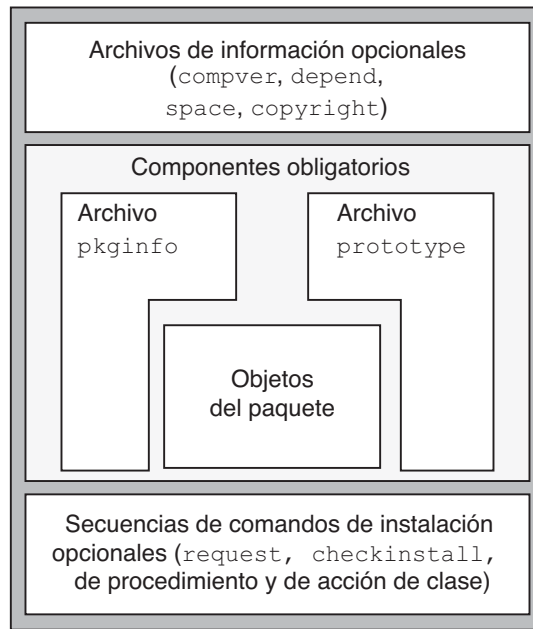 Archivos de información opcionales
(compver, depend,
space, copyright)
Componentes obligatorios
Archivo
pkginfo
Archivo
prototype
Objetos
del paquete
Secuencias de comandos de instalación
opcionales (request, checkinstall,
de procedimiento y de acción de clase)